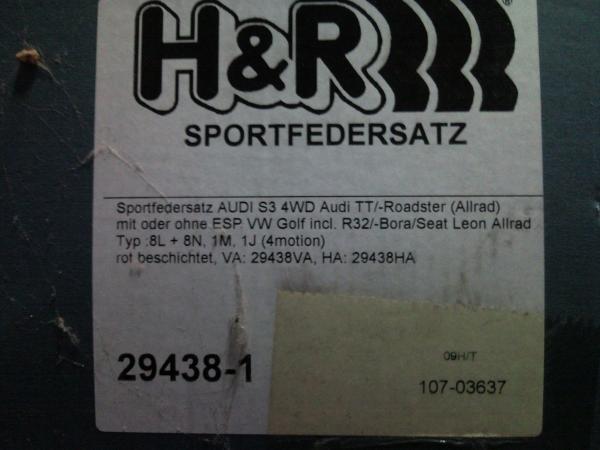 H&R®
SPORTFEDERSATZ
Sportfedersatz AUDI S3 4WD Audi TT/-Roadster (Allrad)
mit oder ohne ESP VW Golf incl. R32/-Bora/Seat Leon Allrad
Typ :8L + 8N, 1M, 1J (4motion)
rot beschichtet, VA: 29438VA, HA: 29438HA
29438-1
09H/T
107-03637